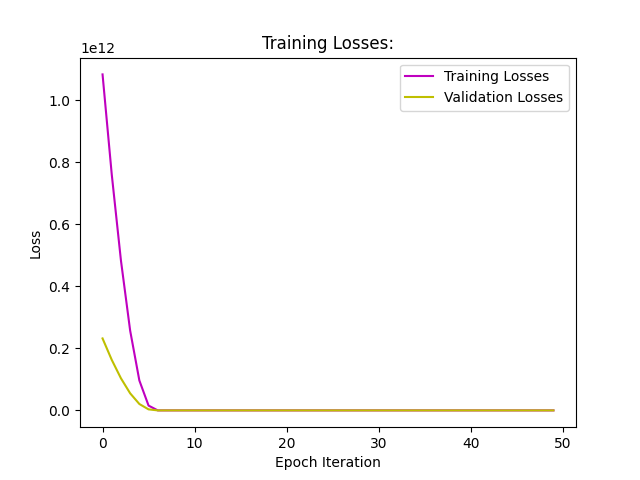 Training Losses:
1e12
Training Losses
Validation Losses
1.0
0.8
0.6
0.4
0.2
0.0
Loss
0 10 20 30 40 50
Epoch Iteration